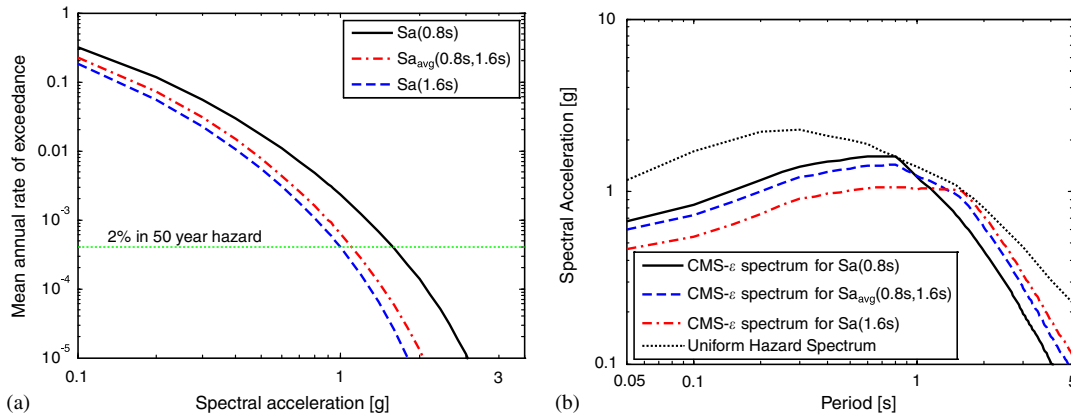 1
0.1
0.01
10⁻³
10⁻⁴
10⁻⁵
0.1
1
3
Mean annual rate of exceedance
Spectral acceleration [g]
Sa(0.8s)
Saavg(0.8s,1.6s)
Sa(1.6s)
2% in 50 year hazard
(a)
10
1
0.1
0.05
0.1
1
5
Spectral Acceleration [g]
Period [s]
CMS-ε spectrum for Sa(0.8s)
CMS-ε spectrum for Saavg(0.8s,1.6s)
CMS-ε spectrum for Sa(1.6s)
Uniform Hazard Spectrum
(b)